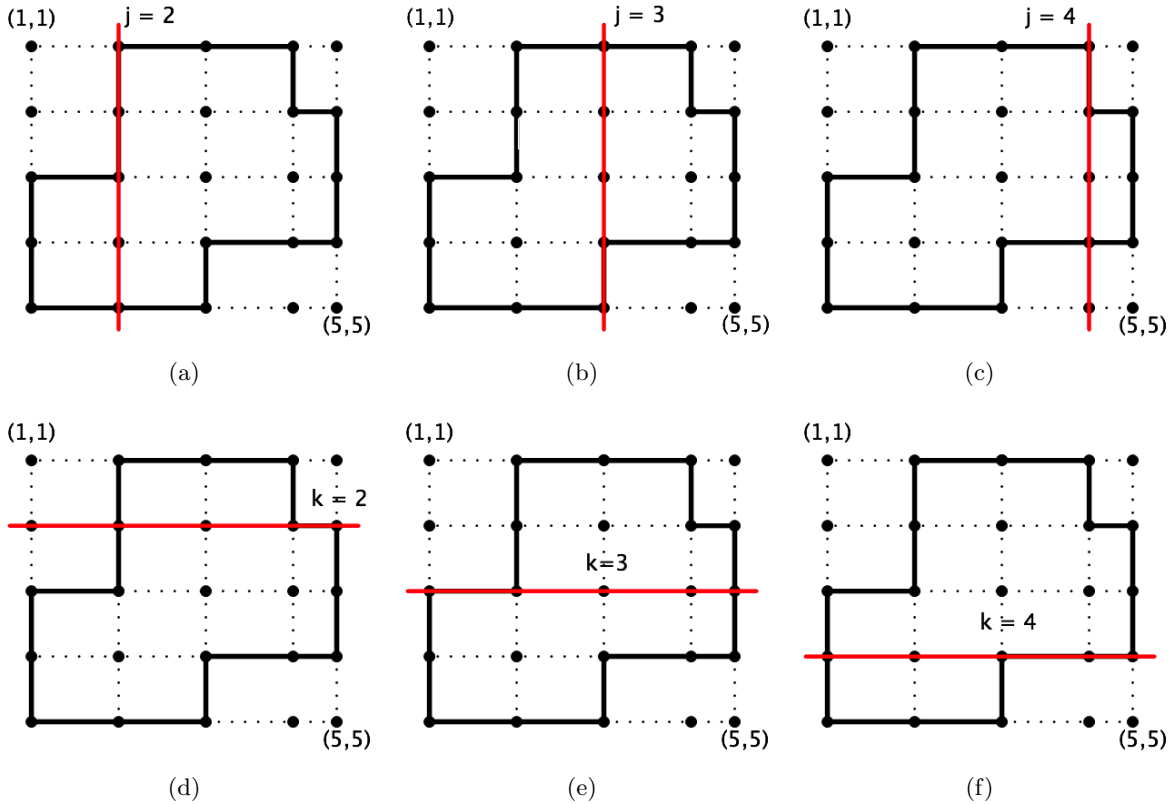 (1,1) j = 2
(1,1) j = 3
(1,1) j = 4
(5,5)
(5,5)
(5,5)
(a)
(b)
(c)
(1,1)
(1,1)
(1,1)
k = 2
k=3
k = 4
(5,5)
(5,5)
(5,5)
(d)
(e)
(f)